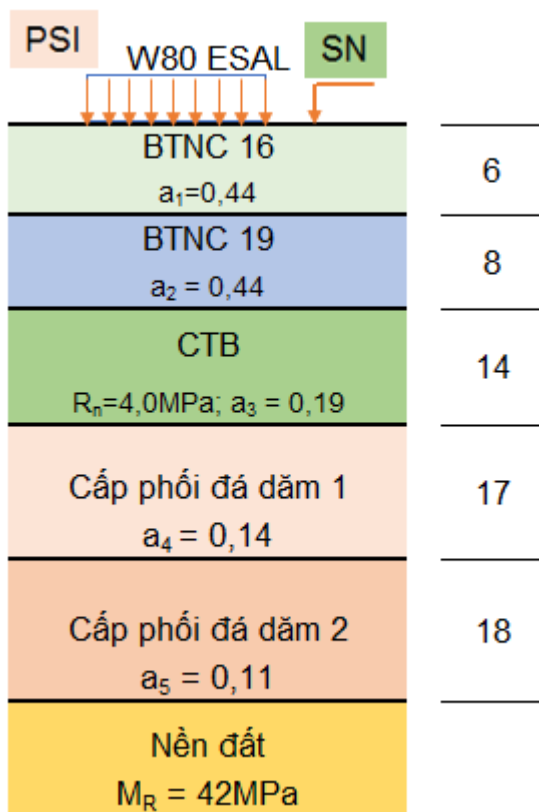 PSI
W80 ESAL
SN
BTNC 16
a₁=0,44
6
BTNC 19
a₂ = 0,44
8
CTB
Rₙ=4,0MPa; a₃ = 0,19
14
Cấp phối đá dăm 1
a₄ = 0,14
17
Cấp phối đá dăm 2
a₅ = 0,11
18
Nền đất
M_R = 42MPa